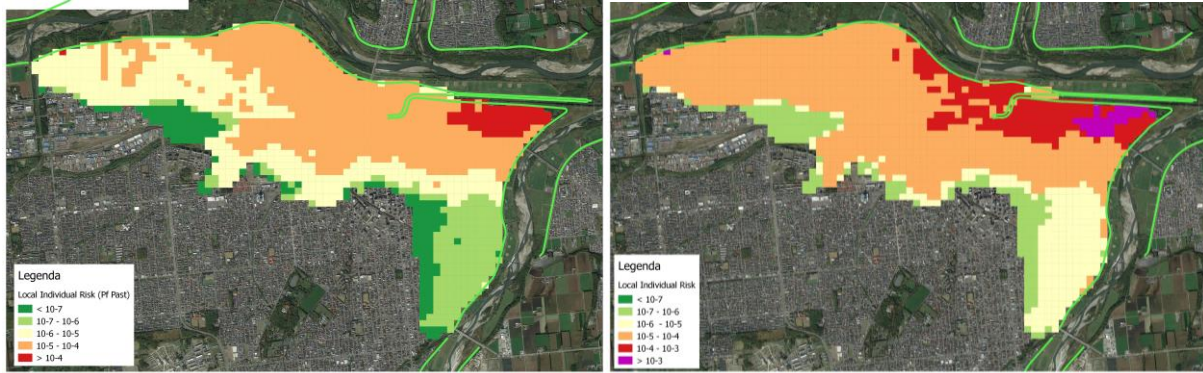 Legenda
Local Individual Risk (Pf Past)
< 10-7
10-7 - 10-6
10-6 - 10-5
10-5 - 10-4
> 10-4
Legenda
Local Individual Risk
< 10-7
10-7 - 10-6
10-6 - 10-5
10-5 - 10-4
10-4 - 10-3
> 10-3